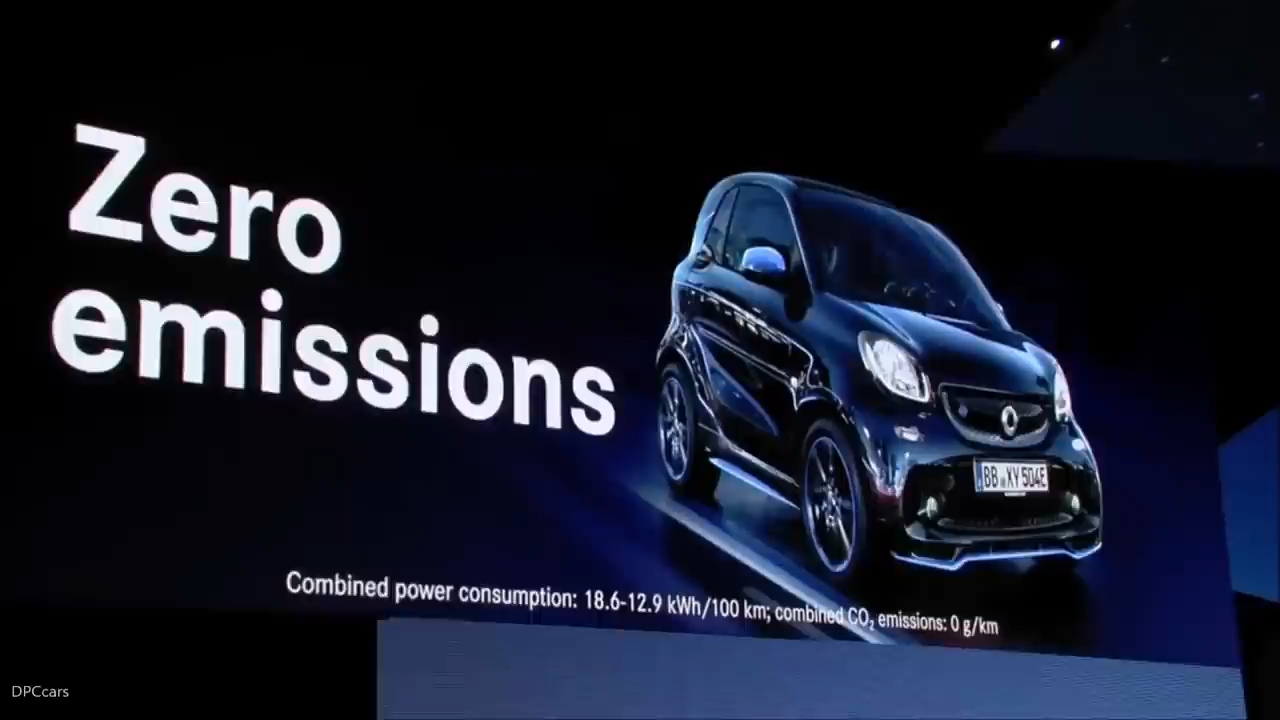 Zero
emissions
BB XY 504E
Combined power consumption: 18.6-12.9 kWh/100 km; combined CO₂ emissions: 0 g/km
DPCcars